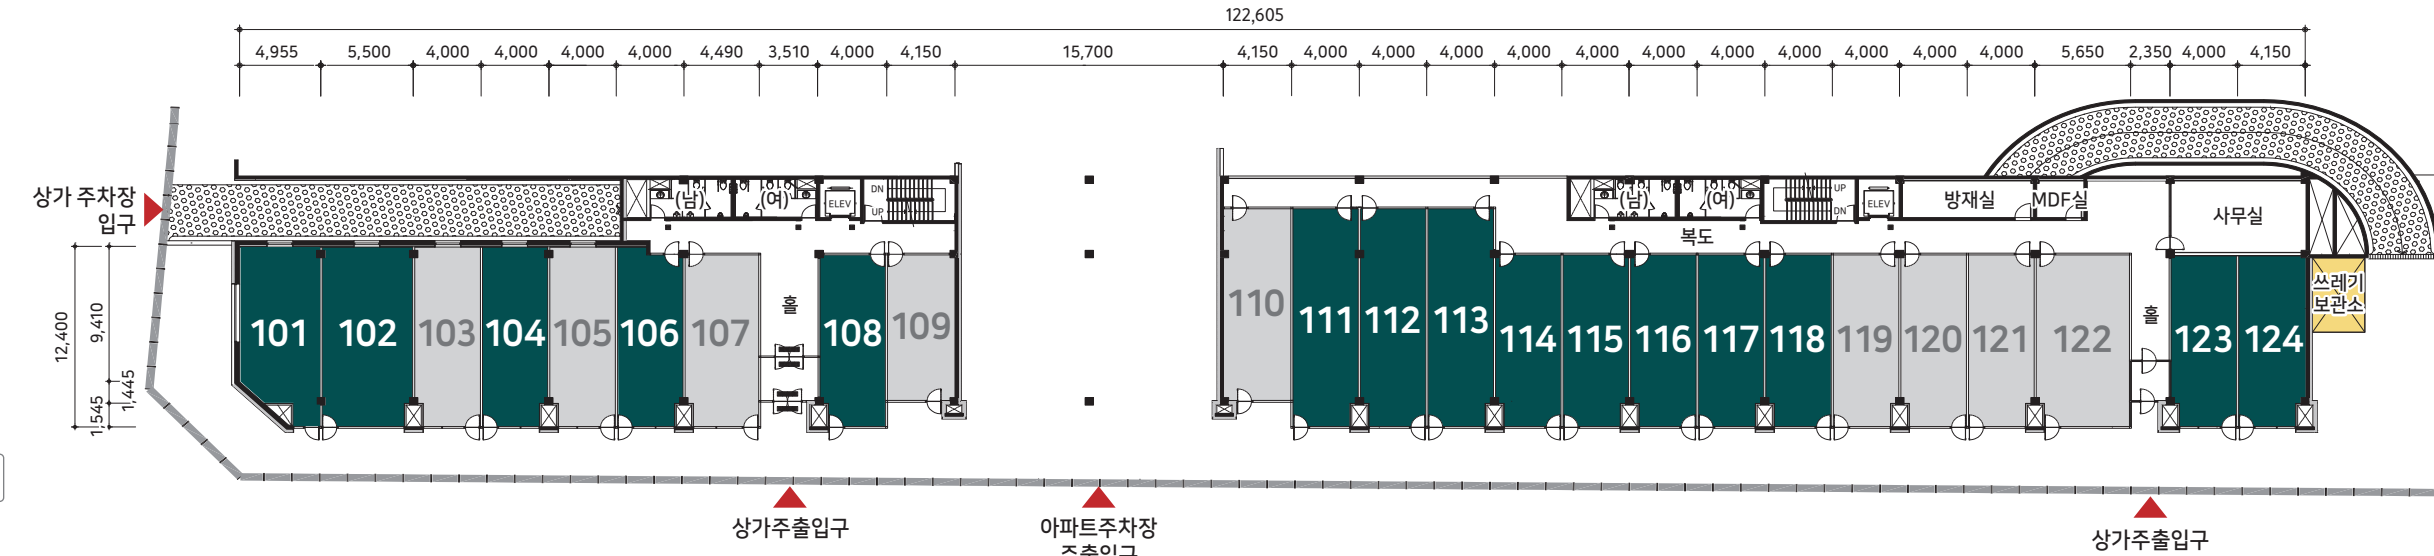 122,605
4,955 5,500 4,000 4,000 4,000 4,000 4,490 3,510 4,000 4,150 15,700 4,150 4,000 4,000 4,000 4,000 4,000 4,000 4,000 4,000 4,000 4,000 4,000 5,650 2,350 4,000 4,150
상가 주차장
입구
(남) (여) ELEV DN
UP
(남) (여) UP
DN ELEV 방재실 MDF실 사무실
복도
12,400 9,410 1,445 1,545
101 102 103 104 105 106 107 홀 108 109
110 111 112 113 114 115 116 117 118 119 120 121 122 홀 123 124
쓰레기
보관소
상가주출입구
아파트주차장
주출입구
상가주출입구